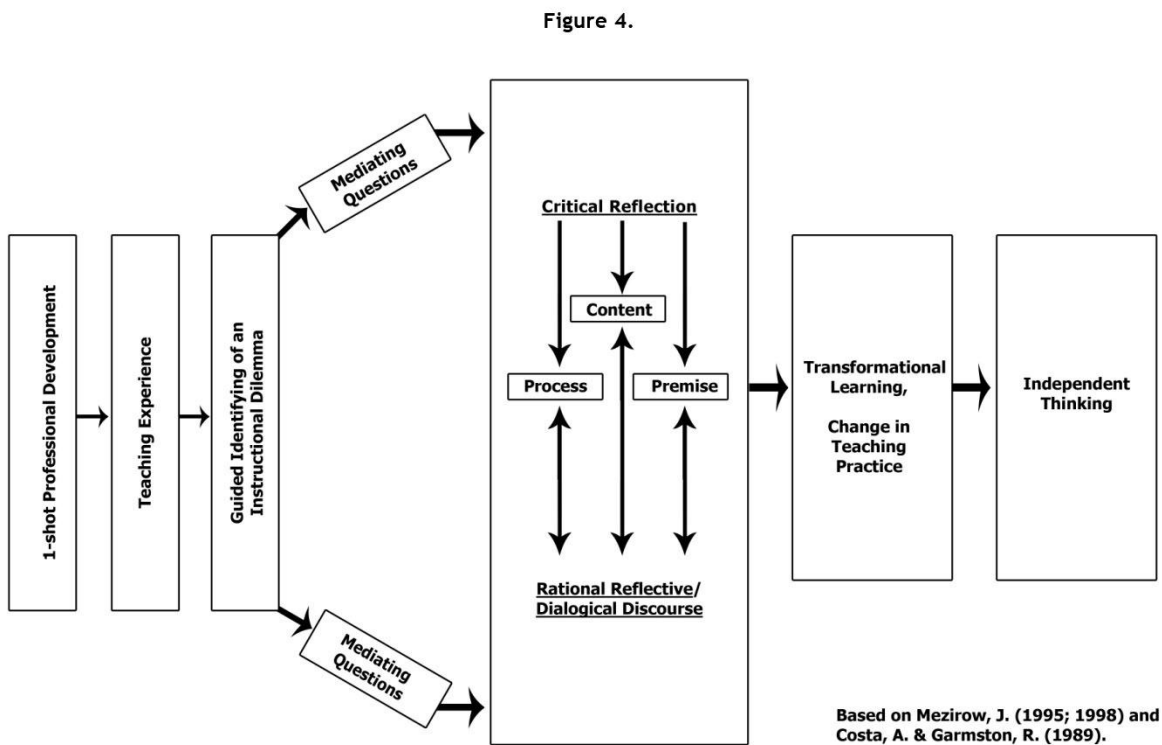 Figure 4.
1-shot Professional Development
Teaching Experience
Guided Identifying of an
Instructional Dilemma
Mediating
Questions
Mediating
Questions
Critical Reflection
Content
Process
Premise
Rational Reflective/
Dialogical Discourse
Transformational
Learning,
Change in
Teaching
Practice
Independent
Thinking
Based on Mezirow, J. (1995; 1998) and
Costa, A. & Garmston, R. (1989).